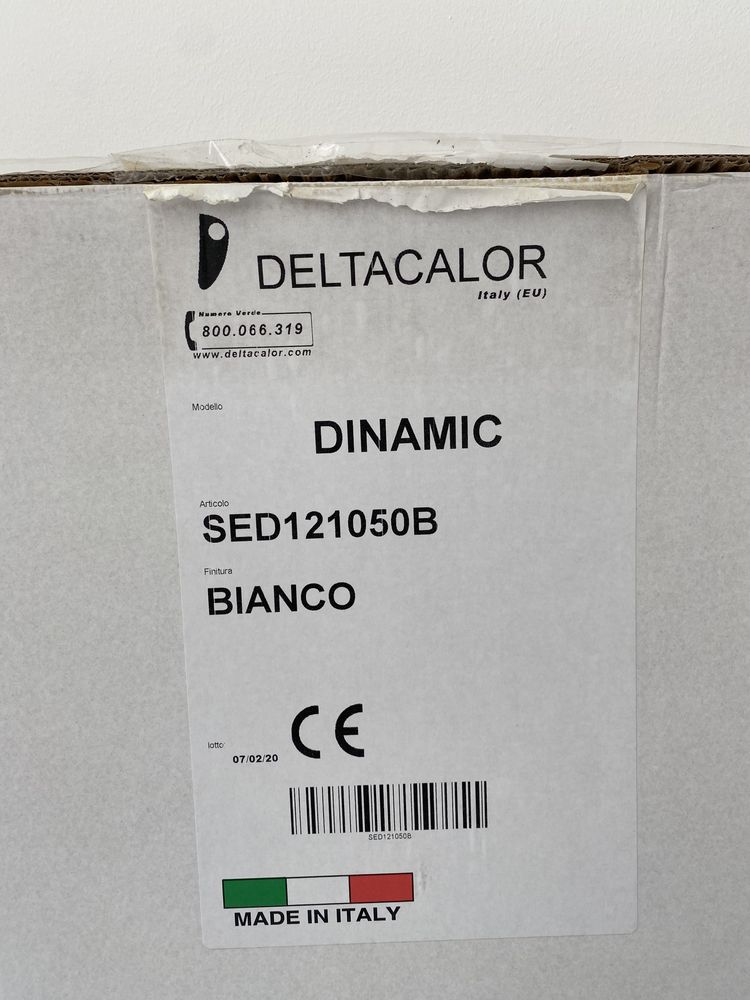 DELTACALOR
Italy (EU)
Numero Verde
800.066.319
www.deltacalor.com
Modello
DINAMIC
Articolo
SED121050B
Finitura
BIANCO
lotto:
07/02/20
CE
SED121050B
MADE IN ITALY